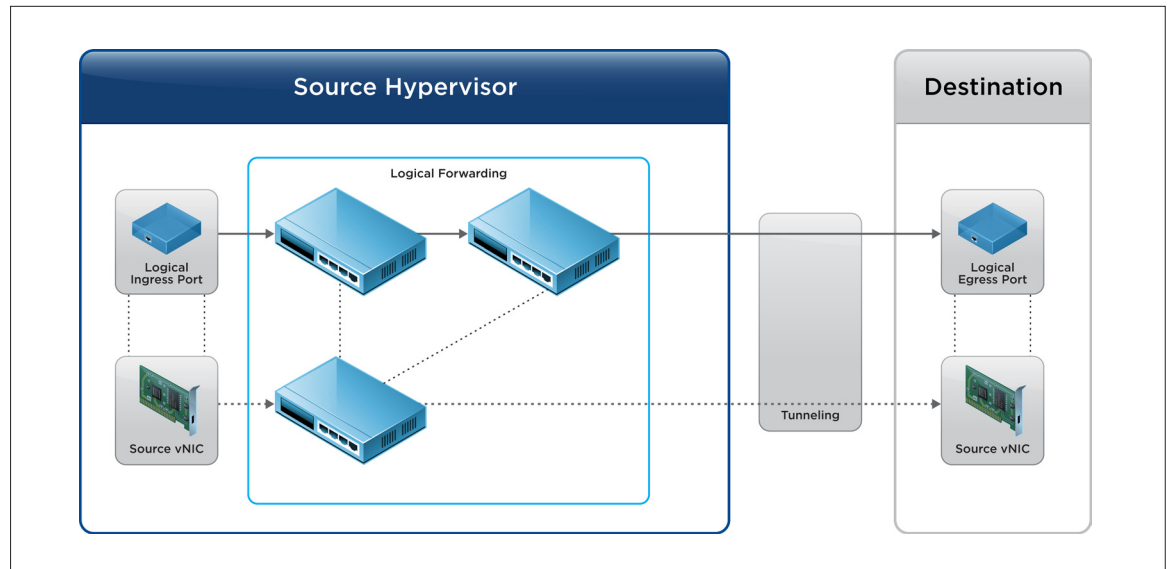 Source Hypervisor
Destination
Logical Forwarding
Logical
Ingress Port
Logical
Egress Port
Tunneling
Source vNIC
Source vNIC